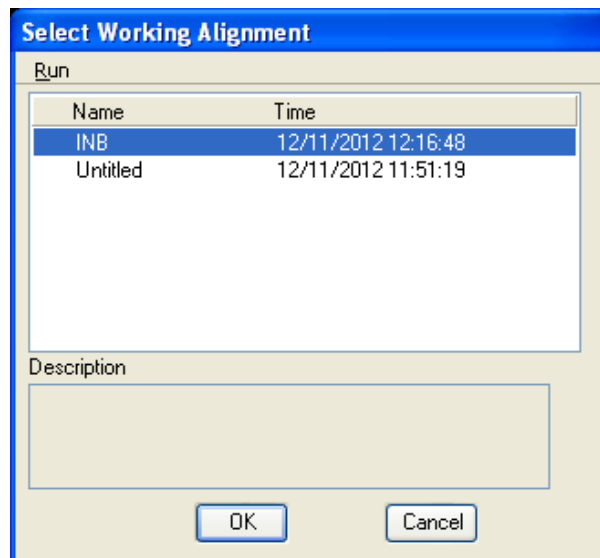 Select Working Alignment
Run
Name Time
INB 12/11/2012 12:16:48
Untitled 12/11/2012 11:51:19
Description
OK Cancel